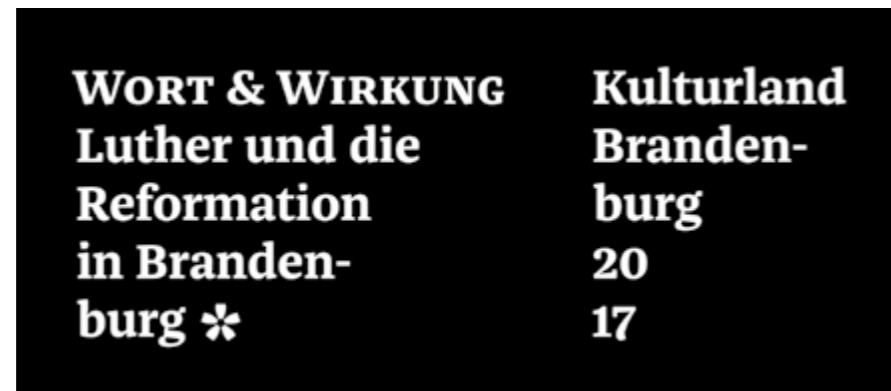 WORT & WIRKUNG
Luther und die
Reformation
in Branden-
burg *
Kulturland
Branden-
burg
20
17